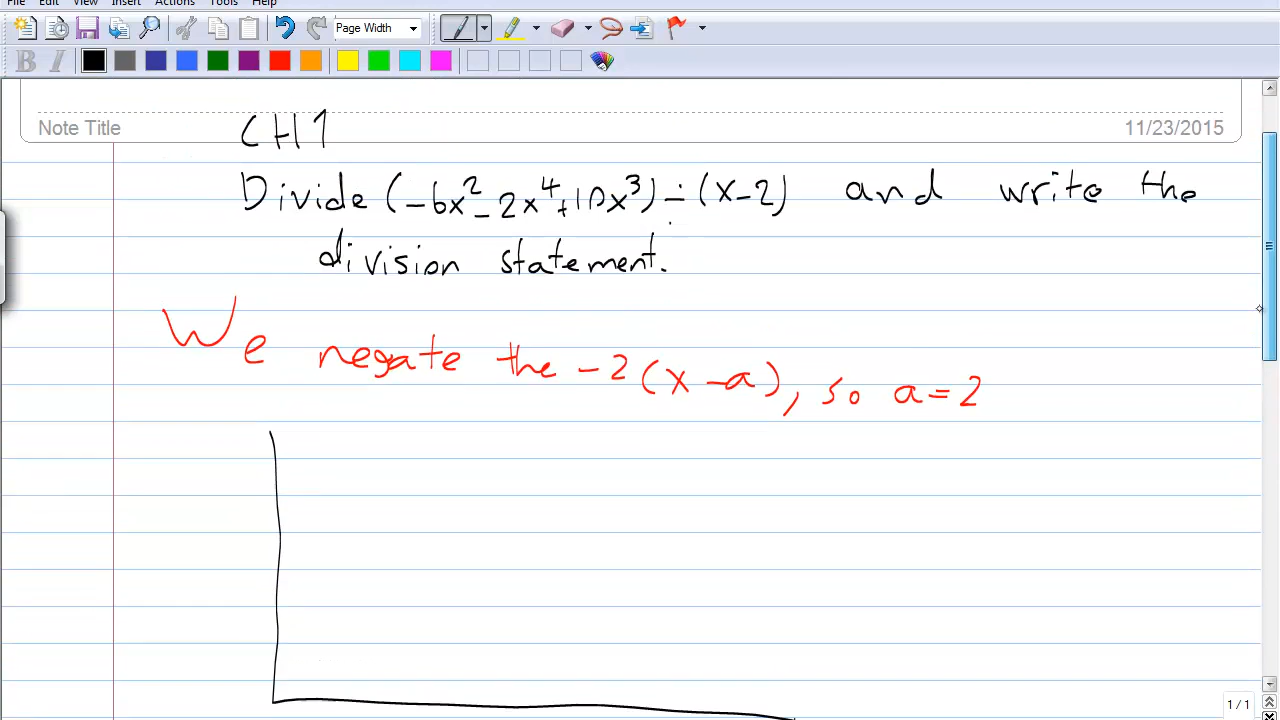 File Edit View Insert Actions Tools Help
Page Width
B I
Note Title
11/23/2015
CH 1
Divide (-6x² - 2x⁴ + 10x³) ÷ (x-2) and write the
division statement.
We negate the -2 (x-a), so a=2
1/1